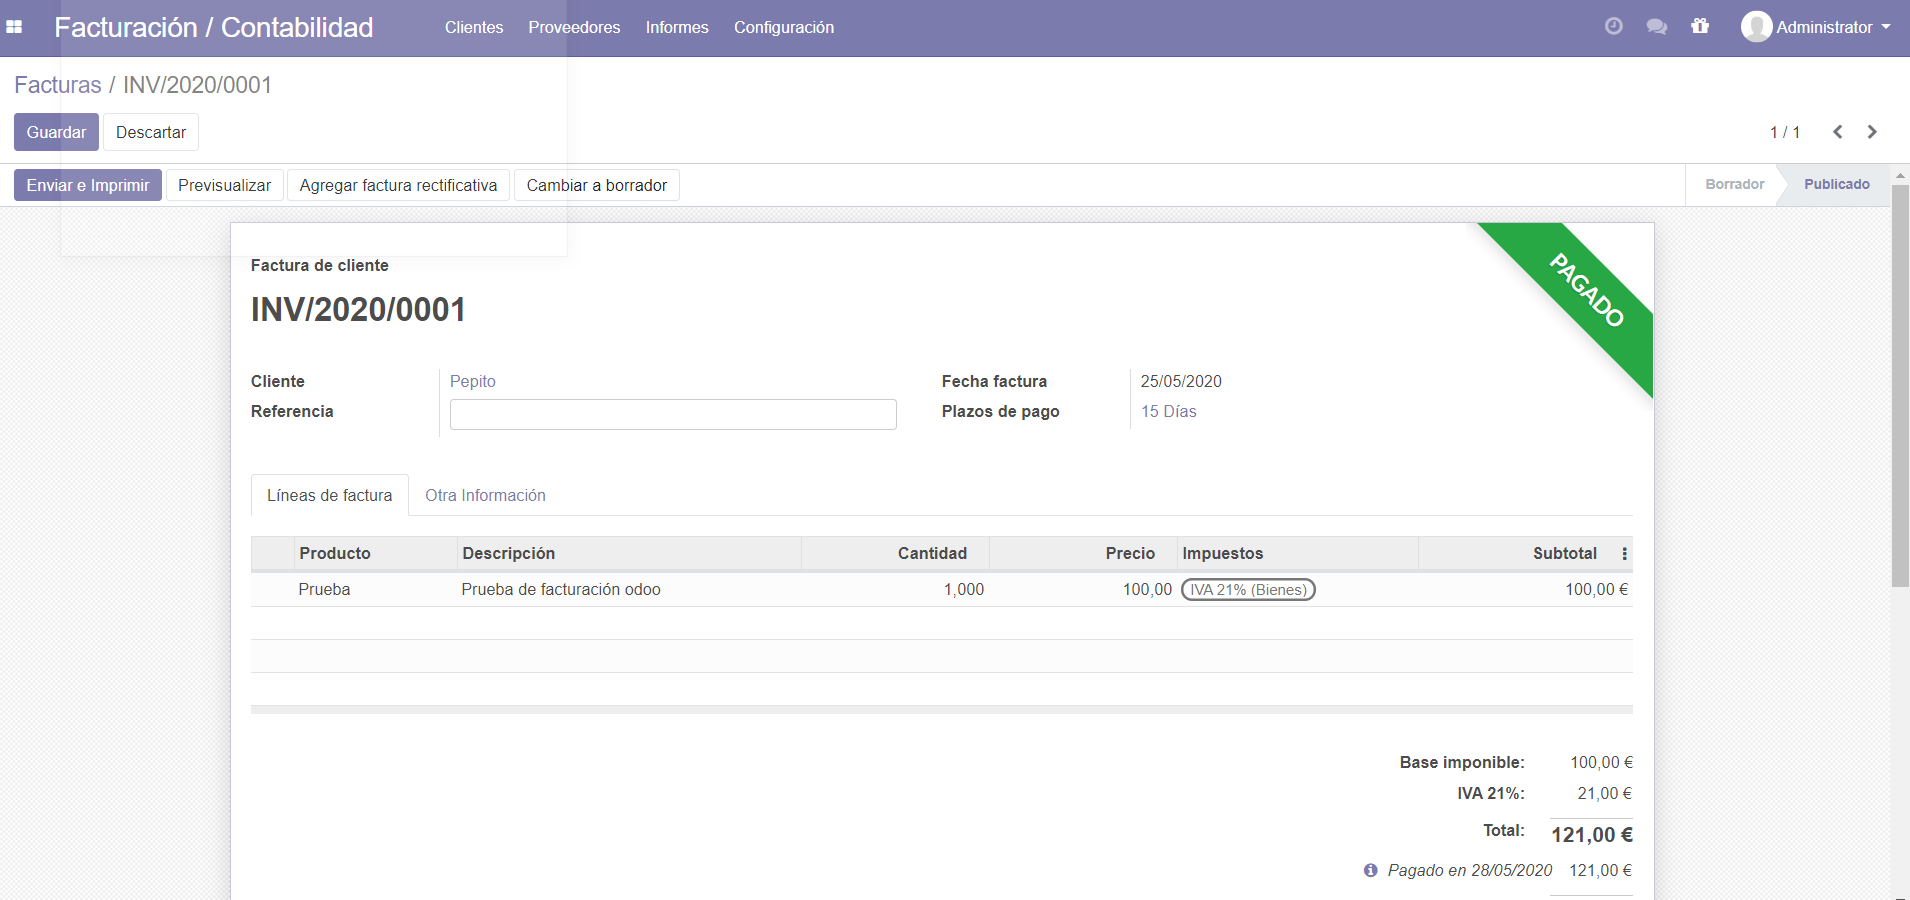 Facturación / Contabilidad Clientes Proveedores Informes Configuración Administrator
Facturas / INV/2020/0001
Guardar Descartar 1 / 1
Enviar e Imprimir Previsualizar Agregar factura rectificativa Cambiar a borrador Borrador Publicado
PAGADO
Factura de cliente
INV/2020/0001
Cliente Pepito Fecha factura 25/05/2020
Referencia Plazos de pago 15 Días
Líneas de factura Otra Información
Producto Descripción Cantidad Precio Impuestos Subtotal
Prueba Prueba de facturación odoo 1,000 100,00 IVA 21% (Bienes) 100,00 €
Base imponible: 100,00 €
IVA 21%: 21,00 €
Total: 121,00 €
Pagado en 28/05/2020 121,00 €